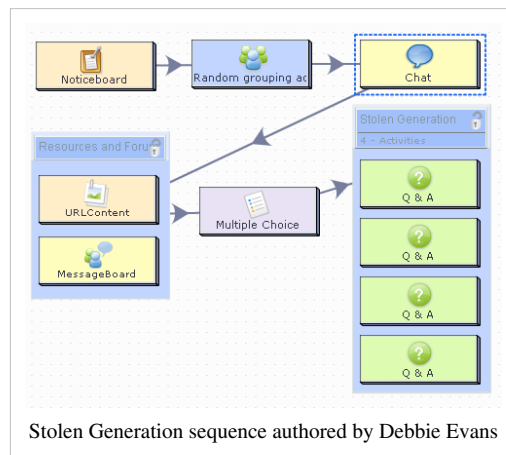 Noticeboard
Random grouping ac
Chat
Resources and Foru
URLContent
MessageBoard
Multiple Choice
Stolen Generation
4 - Activities
Q & A
Q & A
Q & A
Q & A
Stolen Generation sequence authored by Debbie Evans